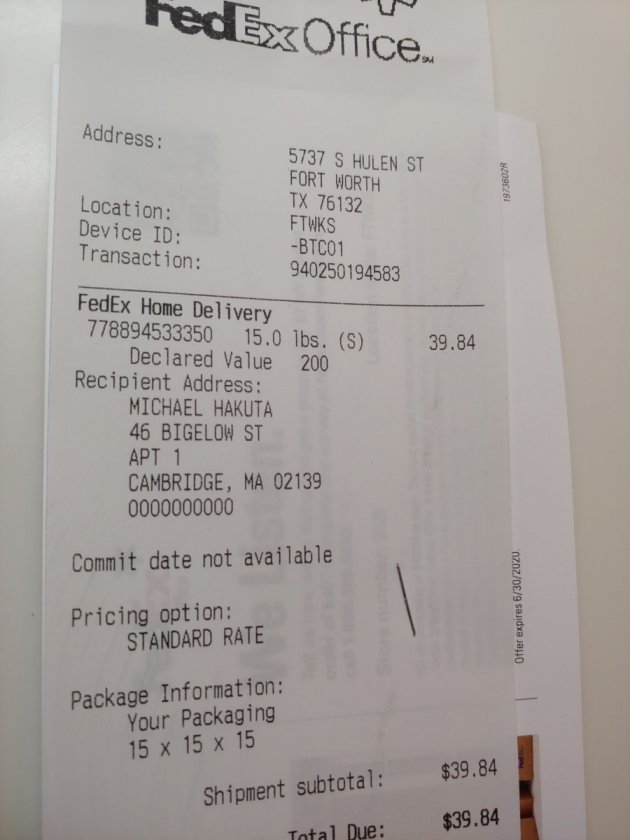 FedEx Office SM
Address:
5737 S HULEN ST
FORT WORTH
TX 76132
Location: FTWKS
Device ID: -BTC01
Transaction: 940250194583
FedEx Home Delivery
778894533350 15.0 lbs. (S) 39.84
Declared Value 200
Recipient Address:
MICHAEL HAKUTA
46 BIGELOW ST
APT 1
CAMBRIDGE, MA 02139
0000000000
Commit date not available
Pricing option:
STANDARD RATE
Package Information:
Your Packaging
15 x 15 x 15
Shipment subtotal: $39.84
Total Due: $39.84
1973602R
Offer expires 6/30/2020.